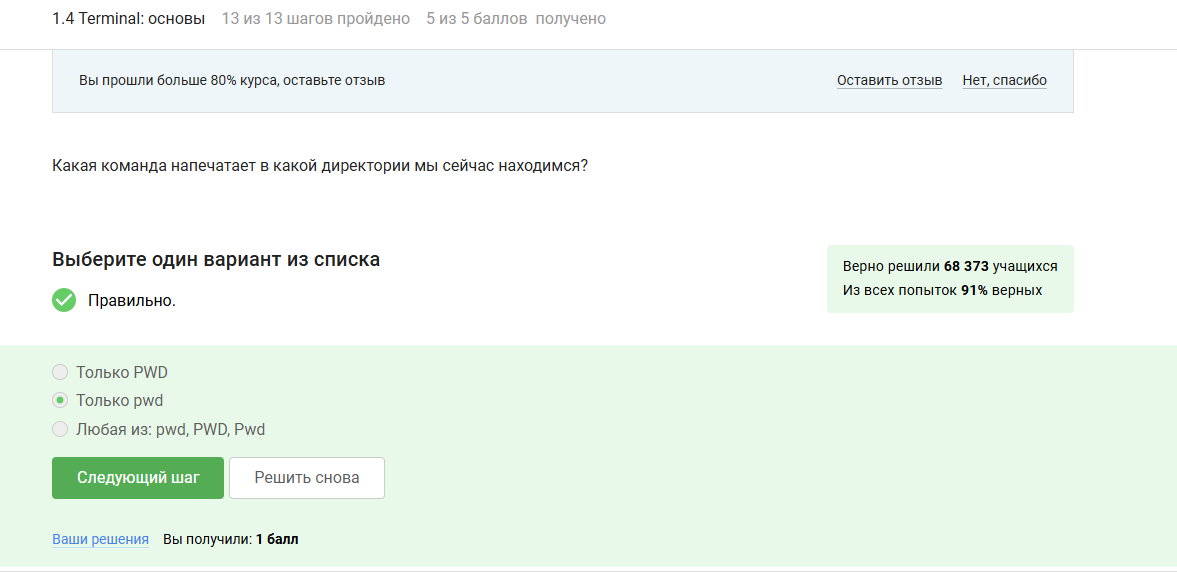 1.4 Terminal: основы 13 из 13 шагов пройдено 5 из 5 баллов получено
Вы прошли больше 80% курса, оставьте отзыв Оставить отзыв Нет, спасибо
Какая команда напечатает в какой директории мы сейчас находимся?
Выберите один вариант из списка
Верно решили 68 373 учащихся
Из всех попыток 91% верных
Правильно.
Только PWD
Только pwd
Любая из: pwd, PWD, Pwd
Следующий шаг Решить снова
Ваши решения Вы получили: 1 балл